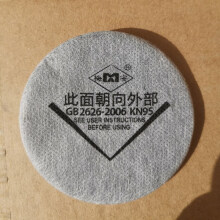 此面朝向外部
GB 2626-2006 KN95
SEE USER INSTRUCTIONS
BEFORE USING